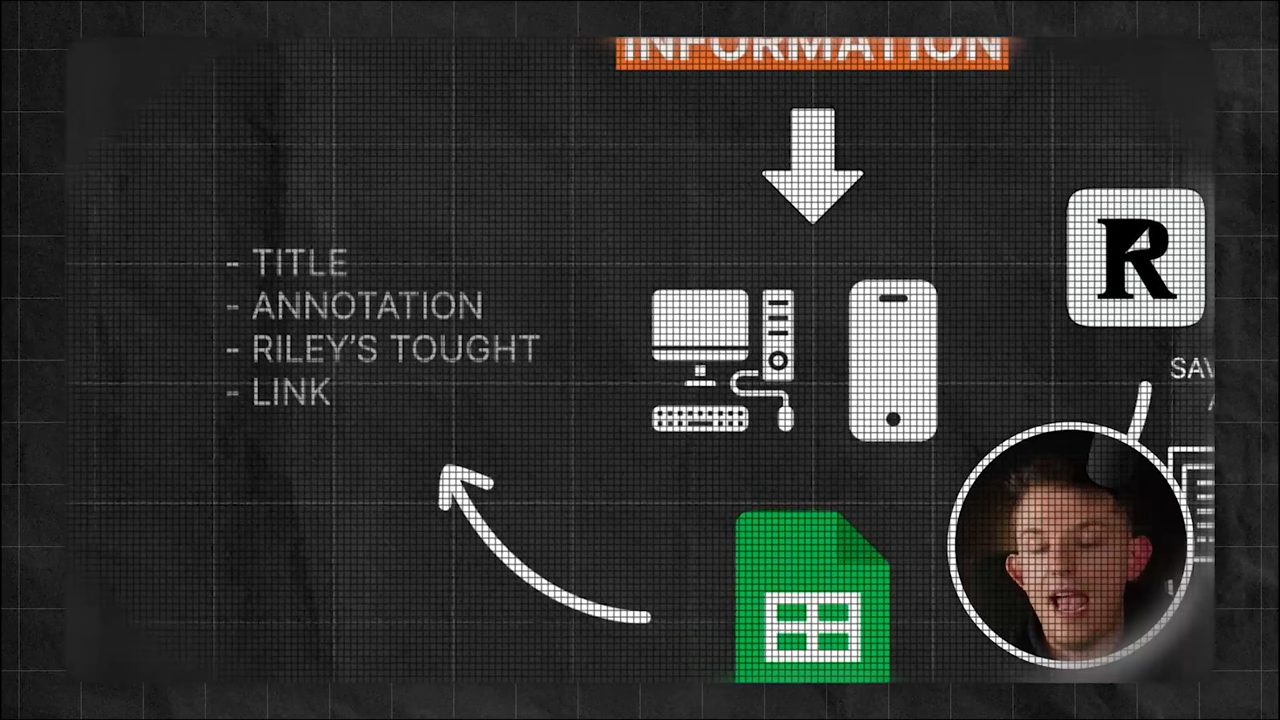 INFORMATION
- TITLE
- ANNOTATION
- RILEY'S TOUGHT
- LINK
R